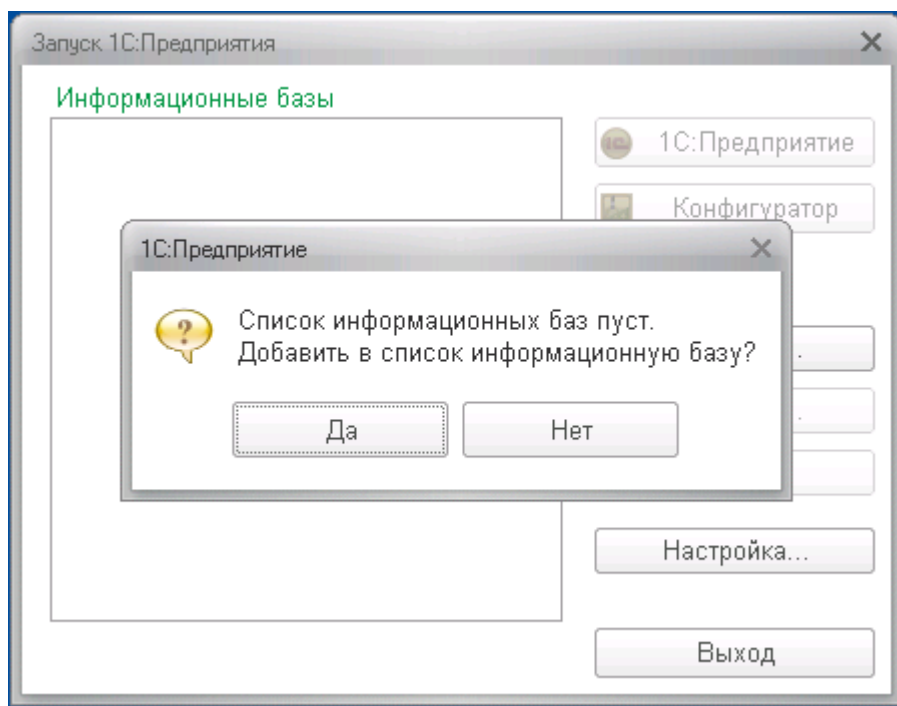 Запуск 1С:Предприятия
Информационные базы
1С:Предприятие
Конфигуратор
1С:Предприятие
Список информационных баз пуст.
Добавить в список информационную базу?
Да
Нет
Настройка...
Выход